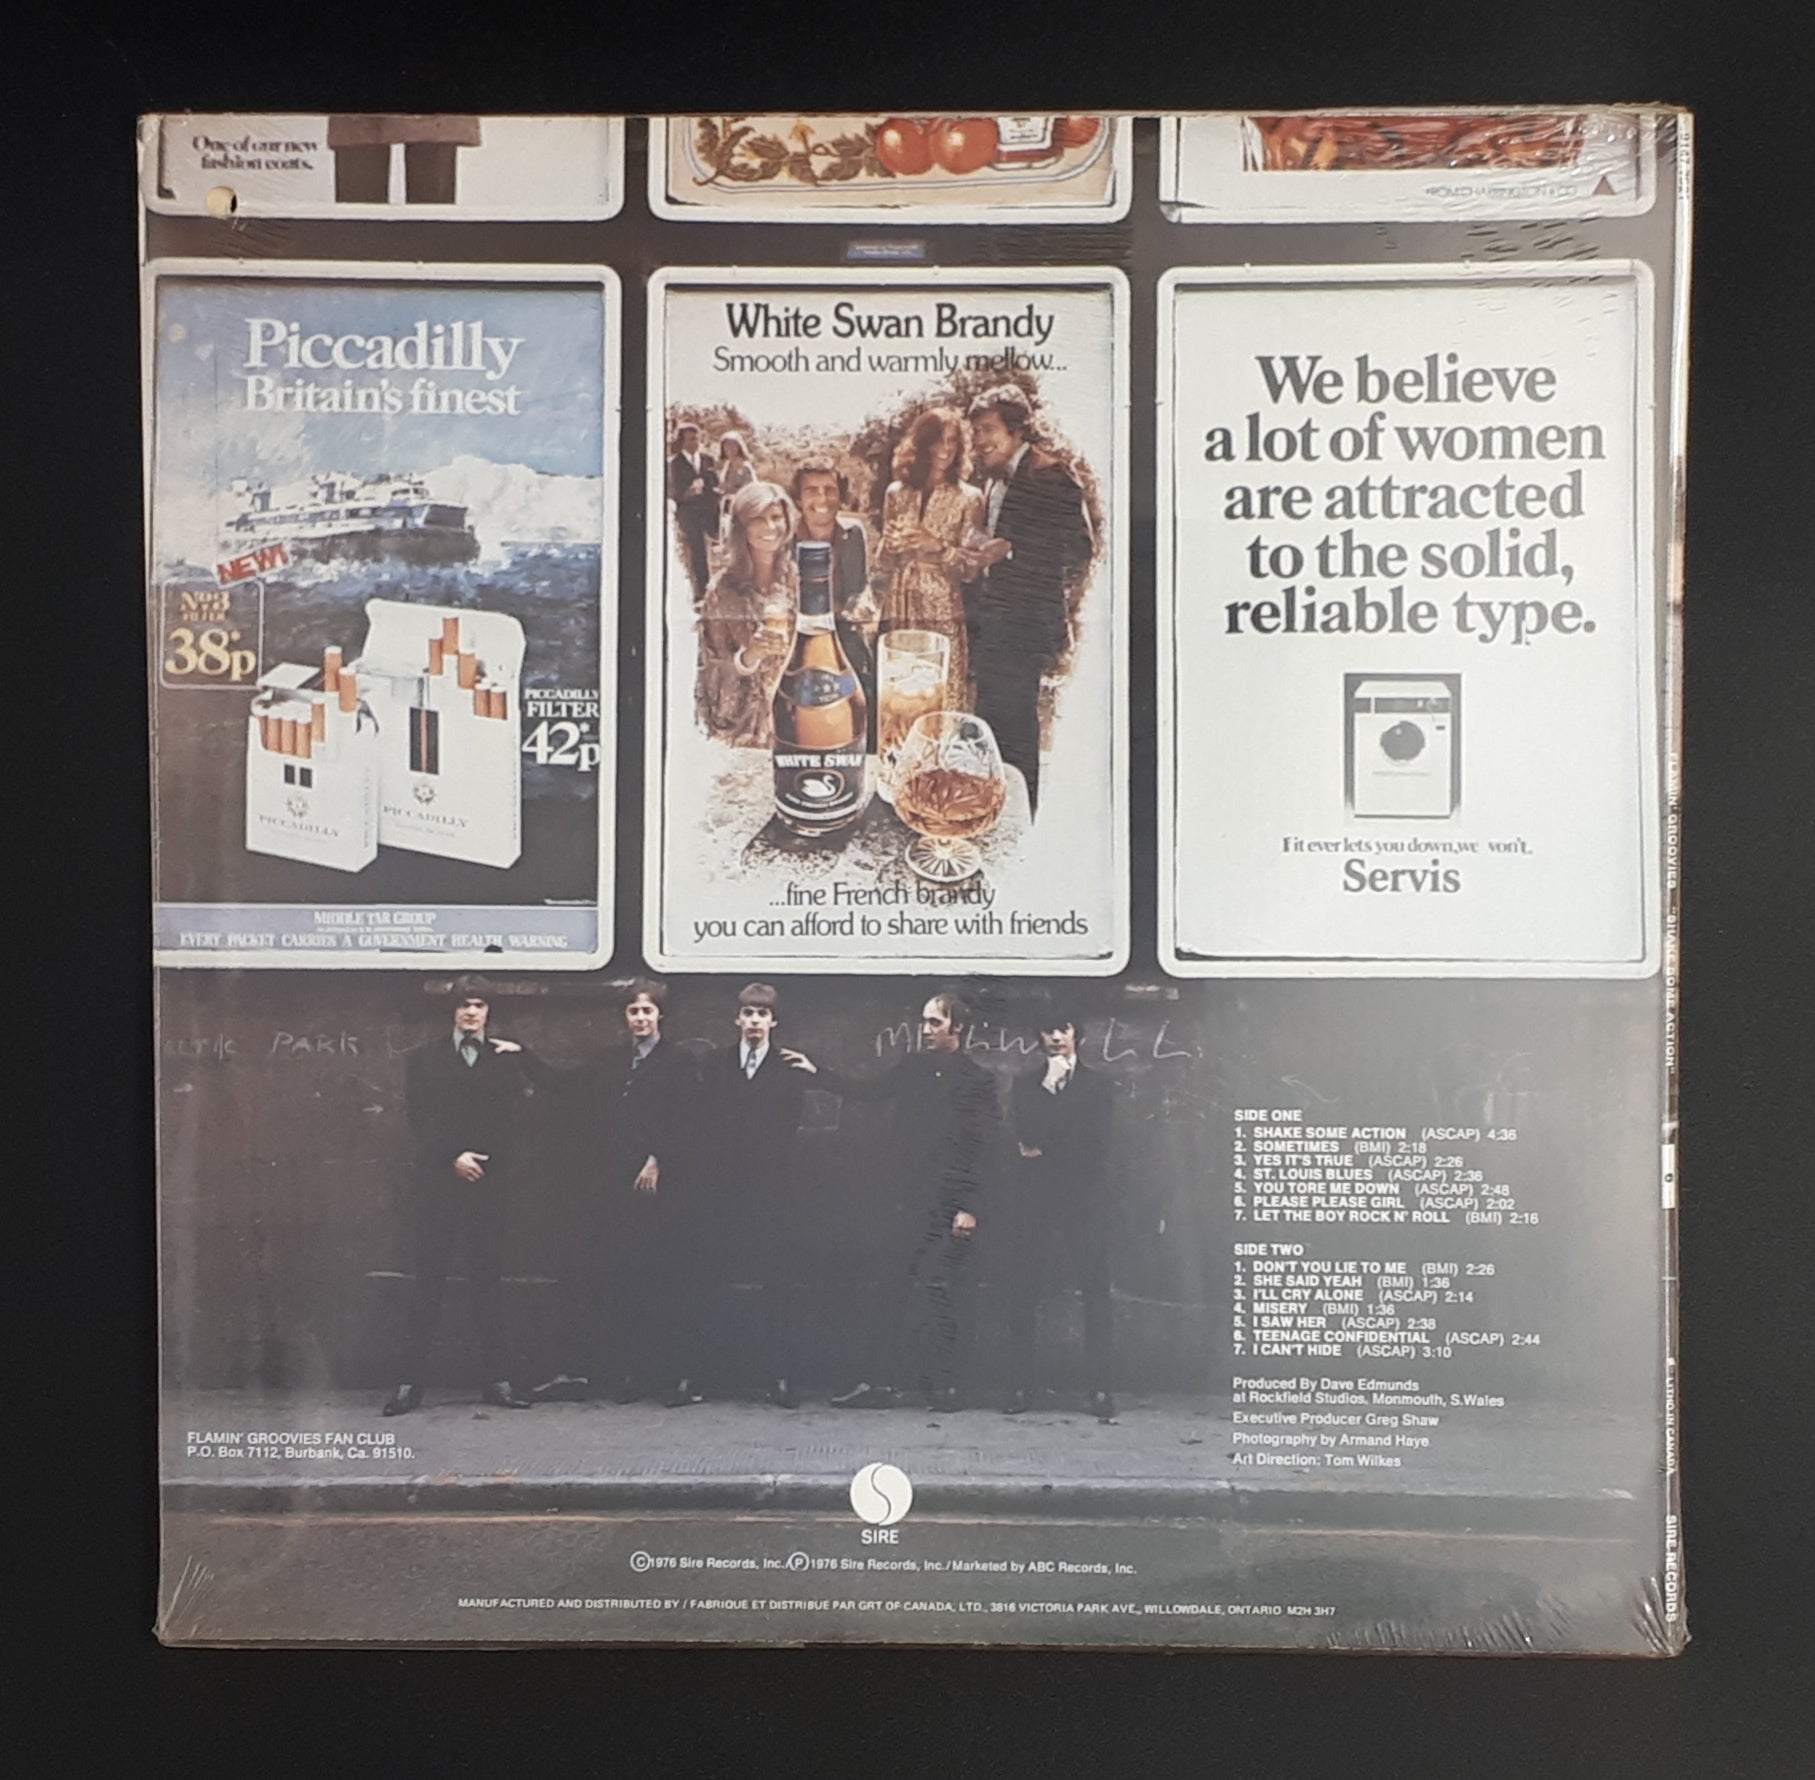 One of our new
fashion coats.
Piccadilly
Britain's finest
NEW!
No3
FILTER
38p
PICCADILLY
FILTER
42p
PICCADILLY
PICCADILLY
MIDDLE TAR GROUP
EVERY PACKET CARRIES A GOVERNMENT HEALTH WARNING
White Swan Brandy
Smooth and warmly mellow...
WHITE SWAN
...fine French brandy
you can afford to share with friends
We believe
a lot of women
are attracted
to the solid,
reliable type.
If it ever lets you down, we won't.
Servis
PARK
SIDE ONE
1. SHAKE SOME ACTION (ASCAP) 4:36
2. SOMETIMES (BMI) 2:18
3. YES IT'S TRUE (ASCAP) 2:26
4. ST. LOUIS BLUES (ASCAP) 2:36
5. YOU TORE ME DOWN (ASCAP) 2:48
6. PLEASE PLEASE GIRL (ASCAP) 2:02
7. LET THE BOY ROCK N' ROLL (BMI) 2:16
SIDE TWO
1. DON'T YOU LIE TO ME (BMI) 2:26
2. SHE SAID YEAH (BMI) 1:36
3. I'LL CRY ALONE (ASCAP) 2:14
4. MISERY (BMI) 1:36
5. I SAW HER (ASCAP) 2:38
6. TEENAGE CONFIDENTIAL (ASCAP) 2:44
7. I CAN'T HIDE (ASCAP) 3:10
Produced By Dave Edmunds
at Rockfield Studios, Monmouth, S.Wales
Executive Producer Greg Shaw
Photography by Armand Haye
Art Direction: Tom Wilkes
FLAMIN' GROOVIES FAN CLUB
P.O. Box 7112, Burbank, Ca. 91510.
SIRE
©1976 Sire Records, Inc./℗1976 Sire Records, Inc./Marketed by ABC Records, Inc.
MANUFACTURED AND DISTRIBUTED BY / FABRIQUE ET DISTRIBUE PAR GRT OF CANADA, LTD., 3816 VICTORIA PARK AVE., WILLOWDALE, ONTARIO M2H 3H7
FLAMIN' GROOVIES "SHAKE SOME ACTION"
LITHO IN CANADA
SIRE RECORDS